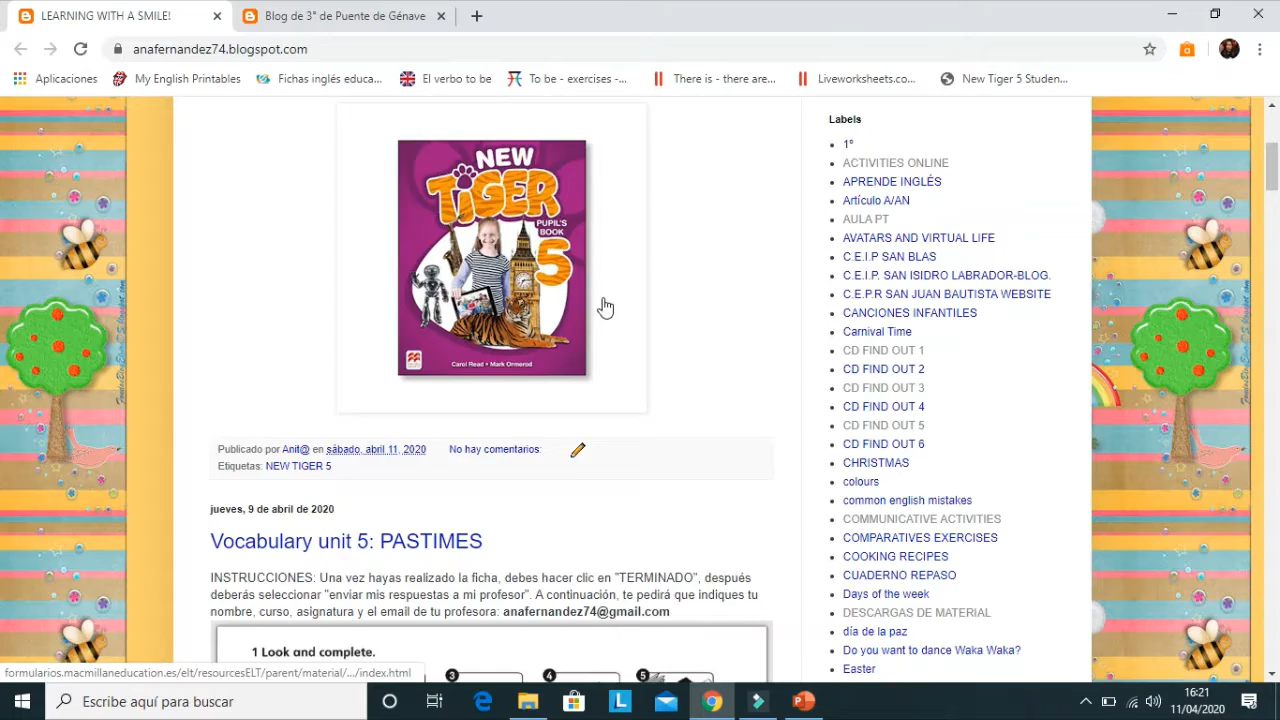 LEARNING WITH A SMILE!
Blog de 3° de Puente de Génave
anafernandez74.blogspot.com
Aplicaciones
My English Printables
Fichas inglés educa...
El verbo to be
To be - exercises -...
There is - there are...
Liveworksheets.co...
New Tiger 5 Studen...
NEW
TIGER
PUPIL'S
BOOK
5
Carol Read • Mark Ormerod
Publicado por Anit@ en sábado, abril 11, 2020 No hay comentarios:
Etiquetas: NEW TIGER 5
jueves, 9 de abril de 2020
Vocabulary unit 5: PASTIMES
INSTRUCCIONES: Una vez hayas realizado la ficha, debes hacer clic en "TERMINADO", después
deberás seleccionar "enviar mis respuestas a mi profesor". A continuación, te pedirá que indiques tu
nombre, curso, asignatura y el email de tu profesora: anafernandez74@gmail.com
1 Look and complete.
3
4
5
Labels
1º
ACTIVITIES ONLINE
APRENDE INGLÉS
Artículo A/AN
AULA PT
AVATARS AND VIRTUAL LIFE
C.E.I.P SAN BLAS
C.E.I.P. SAN ISIDRO LABRADOR-BLOG.
C.E.P.R SAN JUAN BAUTISTA WEBSITE
CANCIONES INFANTILES
Carnival Time
CD FIND OUT 1
CD FIND OUT 2
CD FIND OUT 3
CD FIND OUT 4
CD FIND OUT 5
CD FIND OUT 6
CHRISTMAS
colours
common english mistakes
COMMUNICATIVE ACTIVITIES
COMPARATIVES EXERCISES
COOKING RECIPES
CUADERNO REPASO
Days of the week
DESCARGAS DE MATERIAL
día de la paz
Do you want to dance Waka Waka?
Easter
formularios.macmillaneducation.es/elt/resourcesELT/parent/material/.../index.html
Escribe aquí para buscar
16:21
11/04/2020